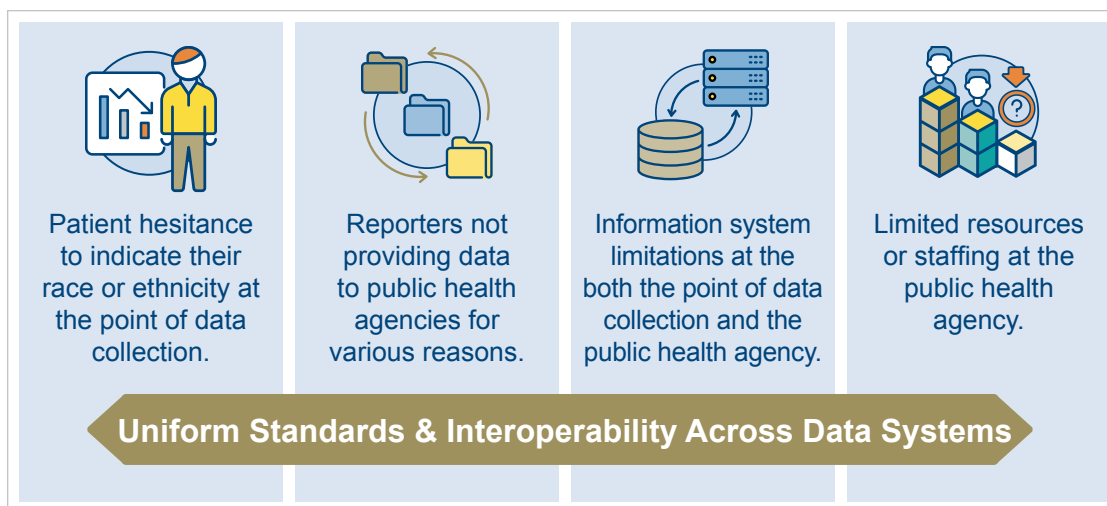 Patient hesitance
to indicate their
race or ethnicity at
the point of data
collection.
Reporters not
providing data
to public health
agencies for
various reasons.
Information system
limitations at the
both the point of data
collection and the
public health agency.
?
Limited resources
or staffing at the
public health
agency.
Uniform Standards & Interoperability Across Data Systems